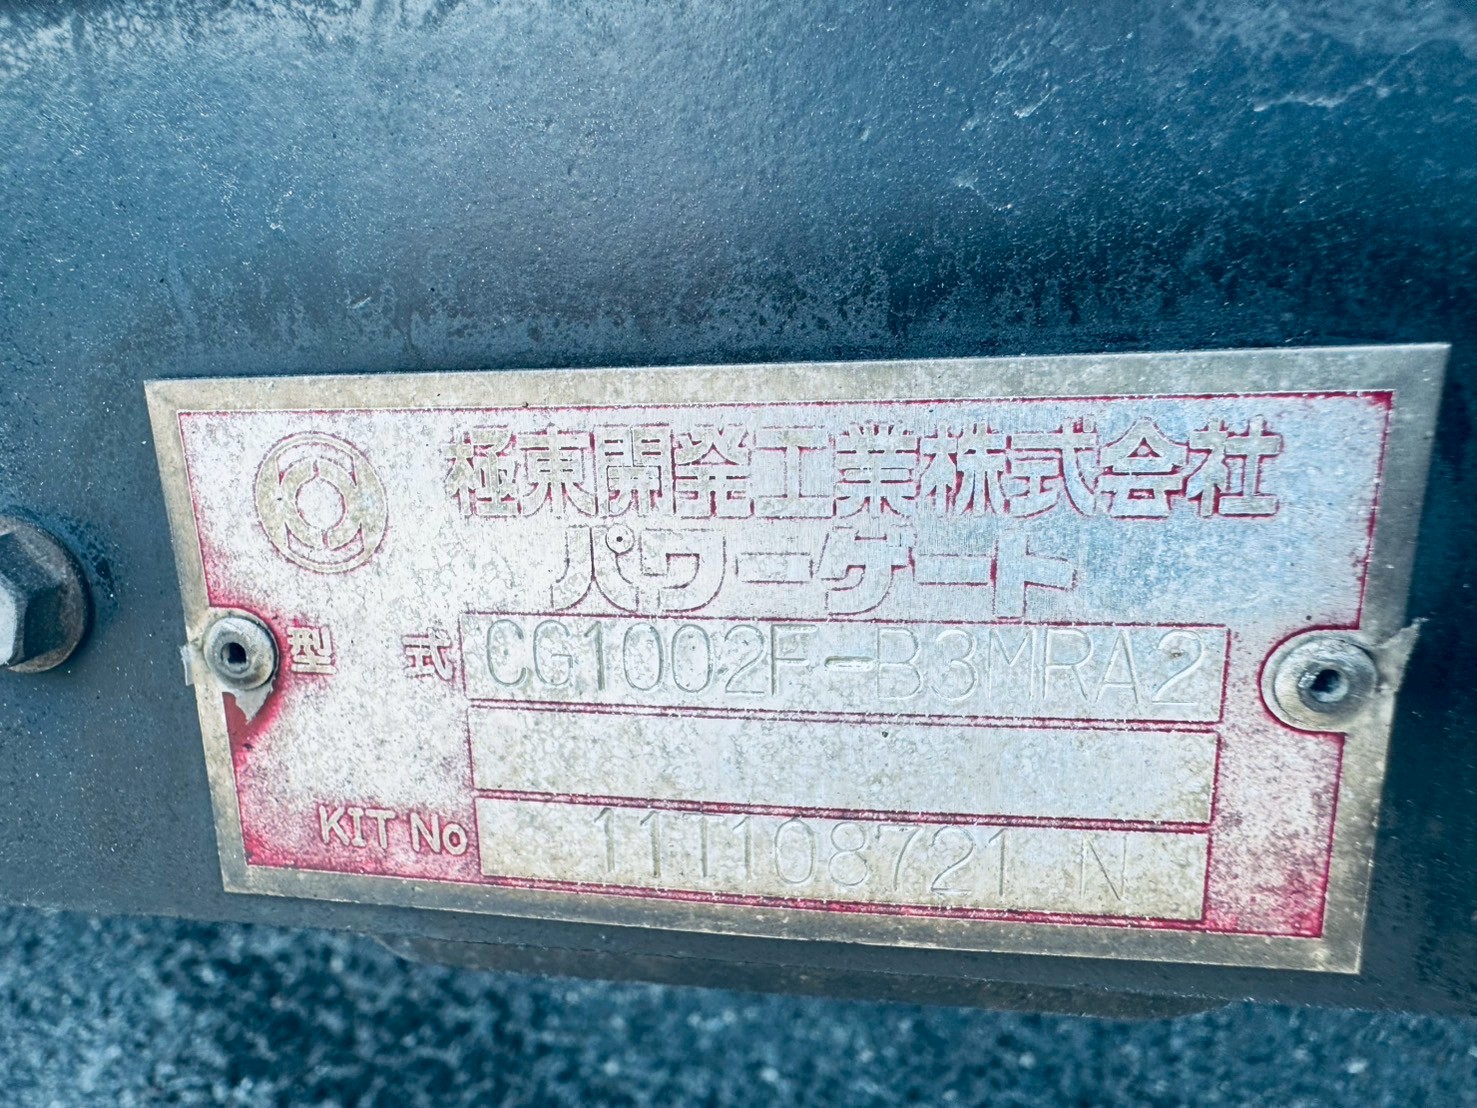 極東開発工業株式会社
パワーゲート
型式 CG1002F-B3MRA2
KIT No 111108721 N